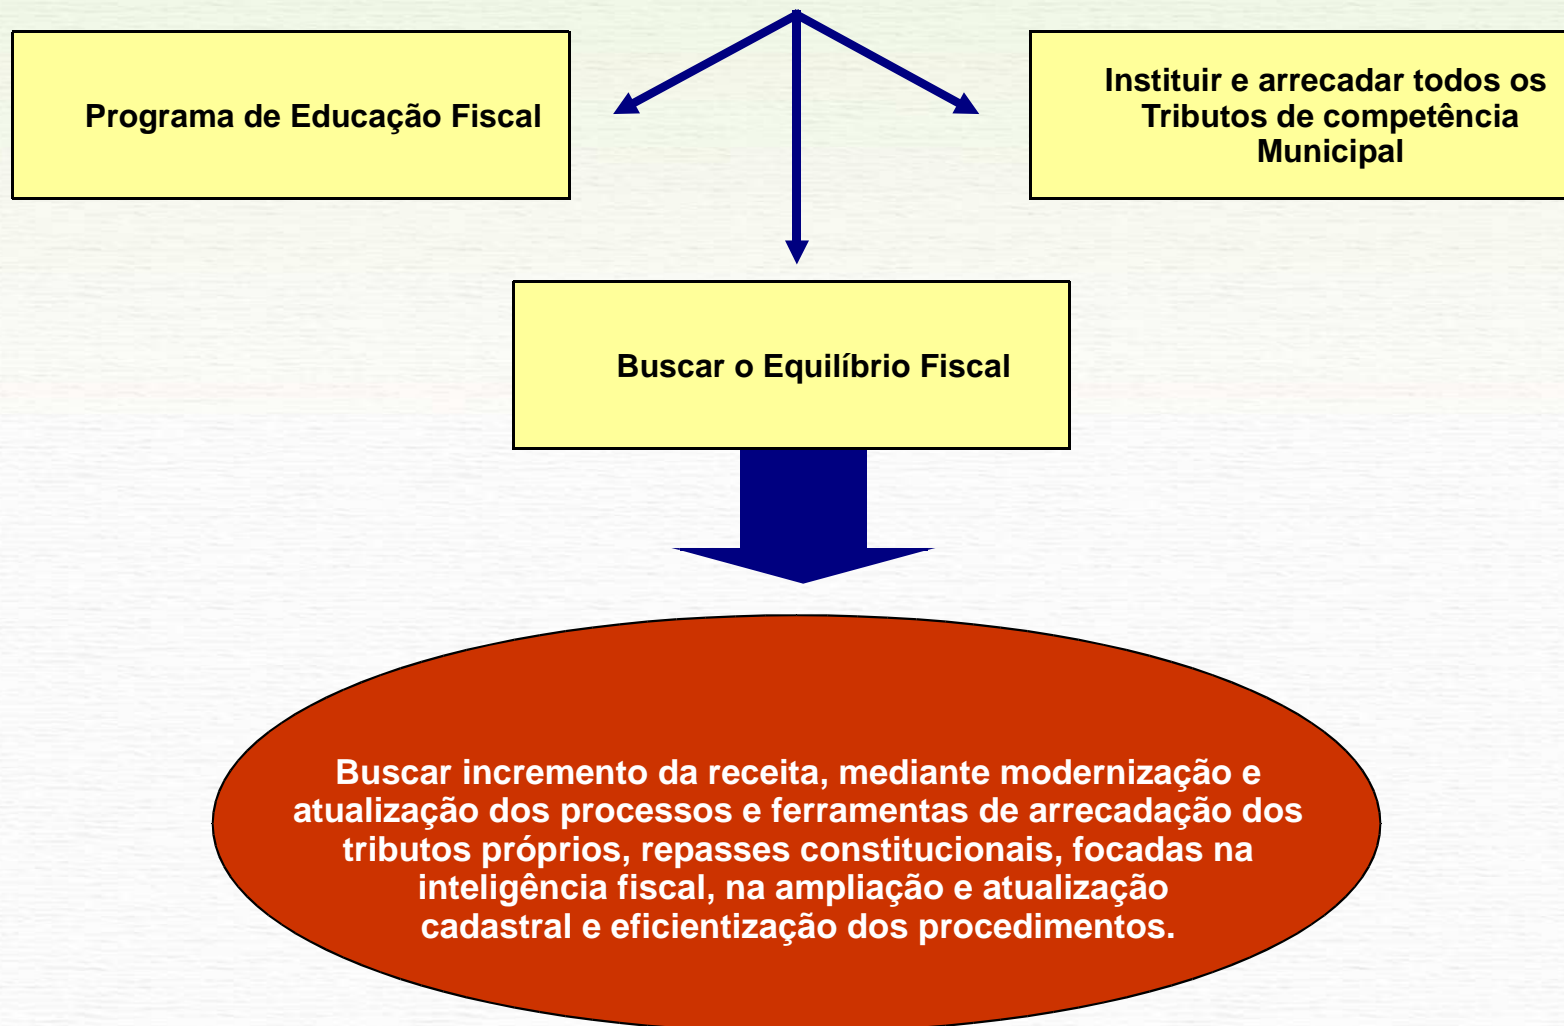 Programa de Educação Fiscal
Instituir e arrecadar todos os
Tributos de competência
Municipal
Buscar o Equilíbrio Fiscal
Buscar incremento da receita, mediante modernização e
atualização dos processos e ferramentas de arrecadação dos
tributos próprios, repasses constitucionais, focadas na
inteligência fiscal, na ampliação e atualização
cadastral e eficientização dos procedimentos.